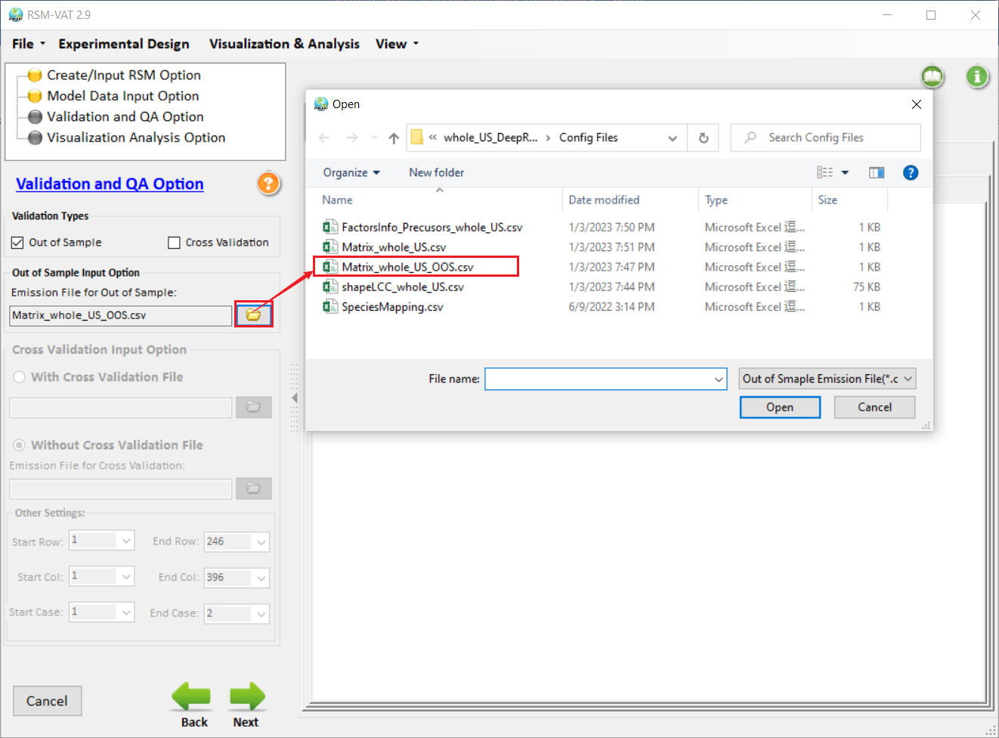 RSM-VAT 2.9
File Experimental Design Visualization & Analysis View
Create/Input RSM Option
Model Data Input Option
Validation and QA Option
Visualization Analysis Option
Validation and QA Option
Validation Types
Out of Sample Cross Validation
Out of Sample Input Option
Emission File for Out of Sample:
Matrix_whole_US_OOS.csv
Cross Validation Input Option
With Cross Validation File
Without Cross Validation File
Emission File for Cross Validation:
Other Settings:
Start Row: 1 End Row: 246
Start Col: 1 End Col: 396
Start Case: 1 End Case: 2
Cancel
Back Next
Open
« whole_US_DeepR... › Config Files
Search Config Files
Organize New folder
Name Date modified Type Size
FactorsInfo_Precusors_whole_US.csv 1/3/2023 7:50 PM Microsoft Excel 逗... 1 KB
Matrix_whole_US.csv 1/3/2023 7:51 PM Microsoft Excel 逗... 1 KB
Matrix_whole_US_OOS.csv 1/3/2023 7:47 PM Microsoft Excel 逗... 1 KB
shapeLCC_whole_US.csv 1/3/2023 7:44 PM Microsoft Excel 逗... 75 KB
SpeciesMapping.csv 6/9/2022 3:14 PM Microsoft Excel 逗... 1 KB
File name: Out of Smaple Emission File(*.c
Open Cancel